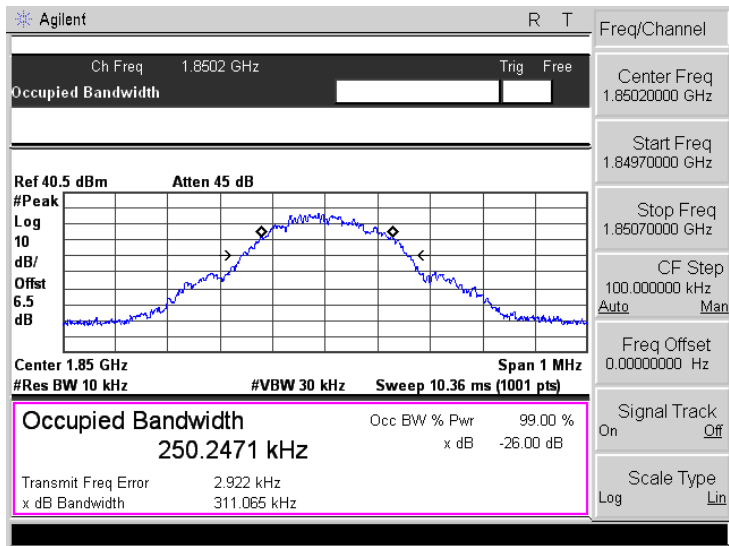 Agilent R T
Ch Freq 1.8502 GHz Trig Free
Occupied Bandwidth
Ref 40.5 dBm Atten 45 dB
#Peak
Log
10
dB/
Offst
6.5
dB
Center 1.85 GHz Span 1 MHz
#Res BW 10 kHz #VBW 30 kHz Sweep 10.36 ms (1001 pts)
Occupied Bandwidth Occ BW % Pwr 99.00 %
250.2471 kHz x dB -26.00 dB
Transmit Freq Error 2.922 kHz
x dB Bandwidth 311.065 kHz
Freq/Channel
Center Freq
1.85020000 GHz
Start Freq
1.84970000 GHz
Stop Freq
1.85070000 GHz
CF Step
100.000000 kHz
Auto Man
Freq Offset
0.00000000 Hz
Signal Track
On Off
Scale Type
Log Lin